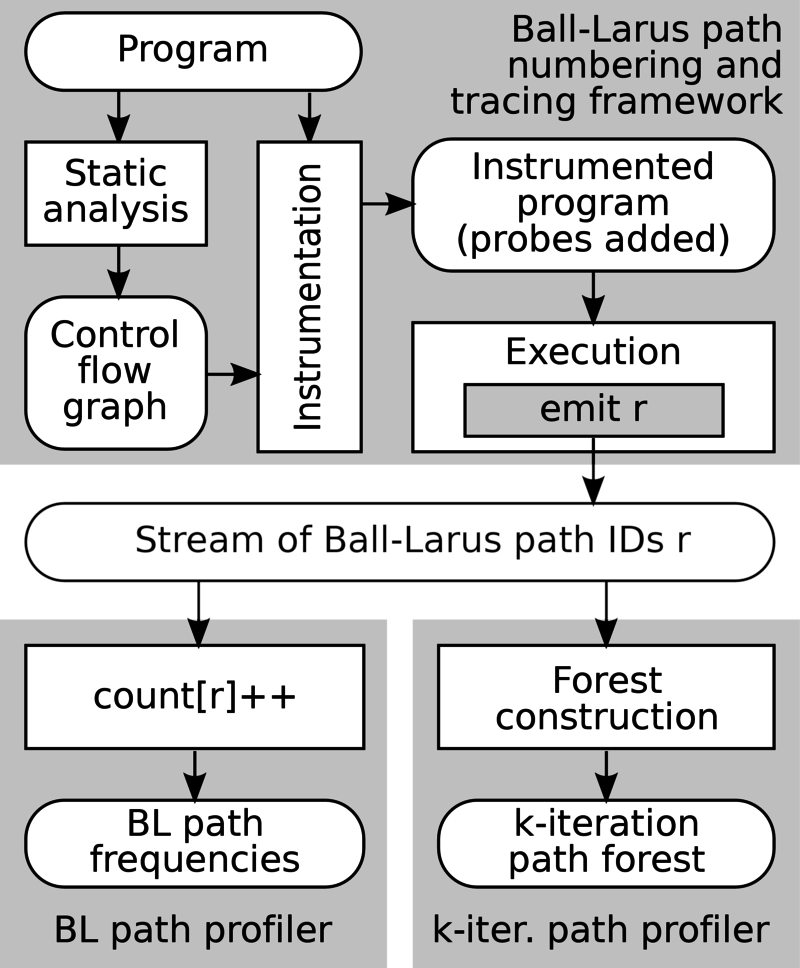 Program
Ball-Larus path
numbering and
tracing framework
Static
analysis
Control
flow
graph
Instrumentation
Instrumented
program
(probes added)
Execution
emit r
Stream of Ball-Larus path IDs r
count[r]++
BL path
frequencies
BL path profiler
Forest
construction
k-iteration
path forest
k-iter. path profiler